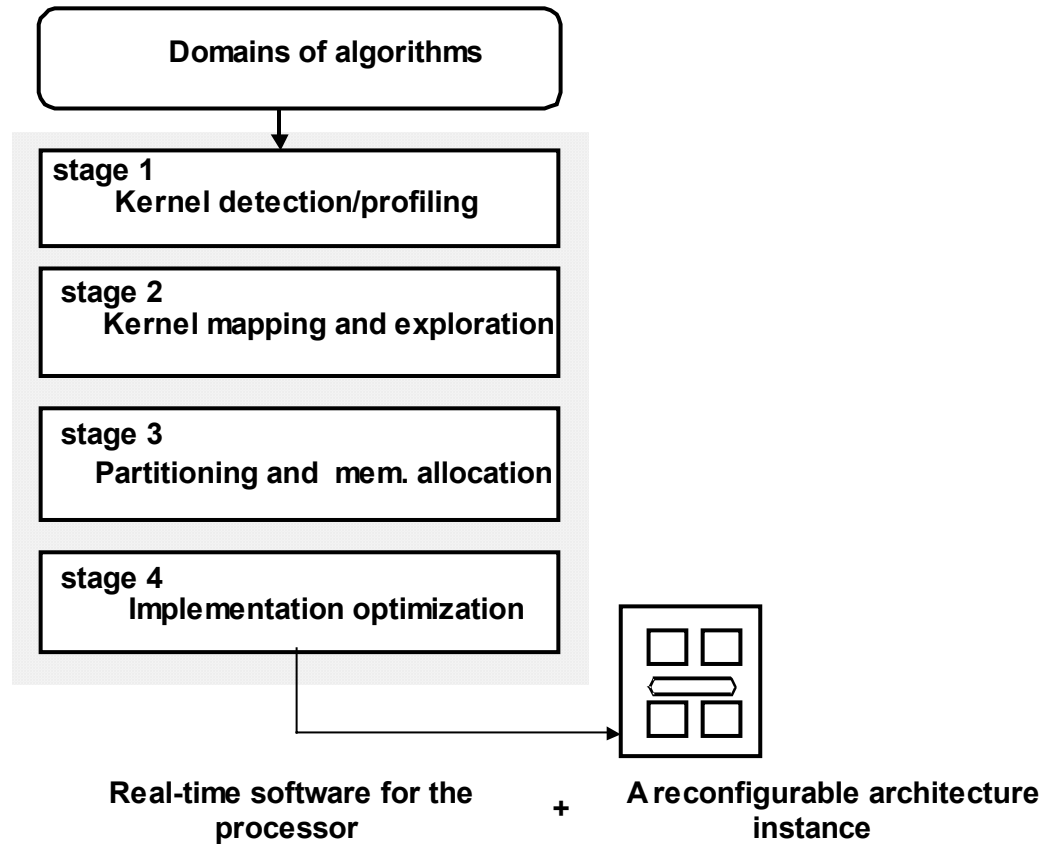 Domains of algorithms
stage 1
Kernel detection/profiling
stage 2
Kernel mapping and exploration
stage 3
Partitioning and mem. allocation
stage 4
Implementation optimization
Real-time software for the
processor
+
A reconfigurable architecture
instance